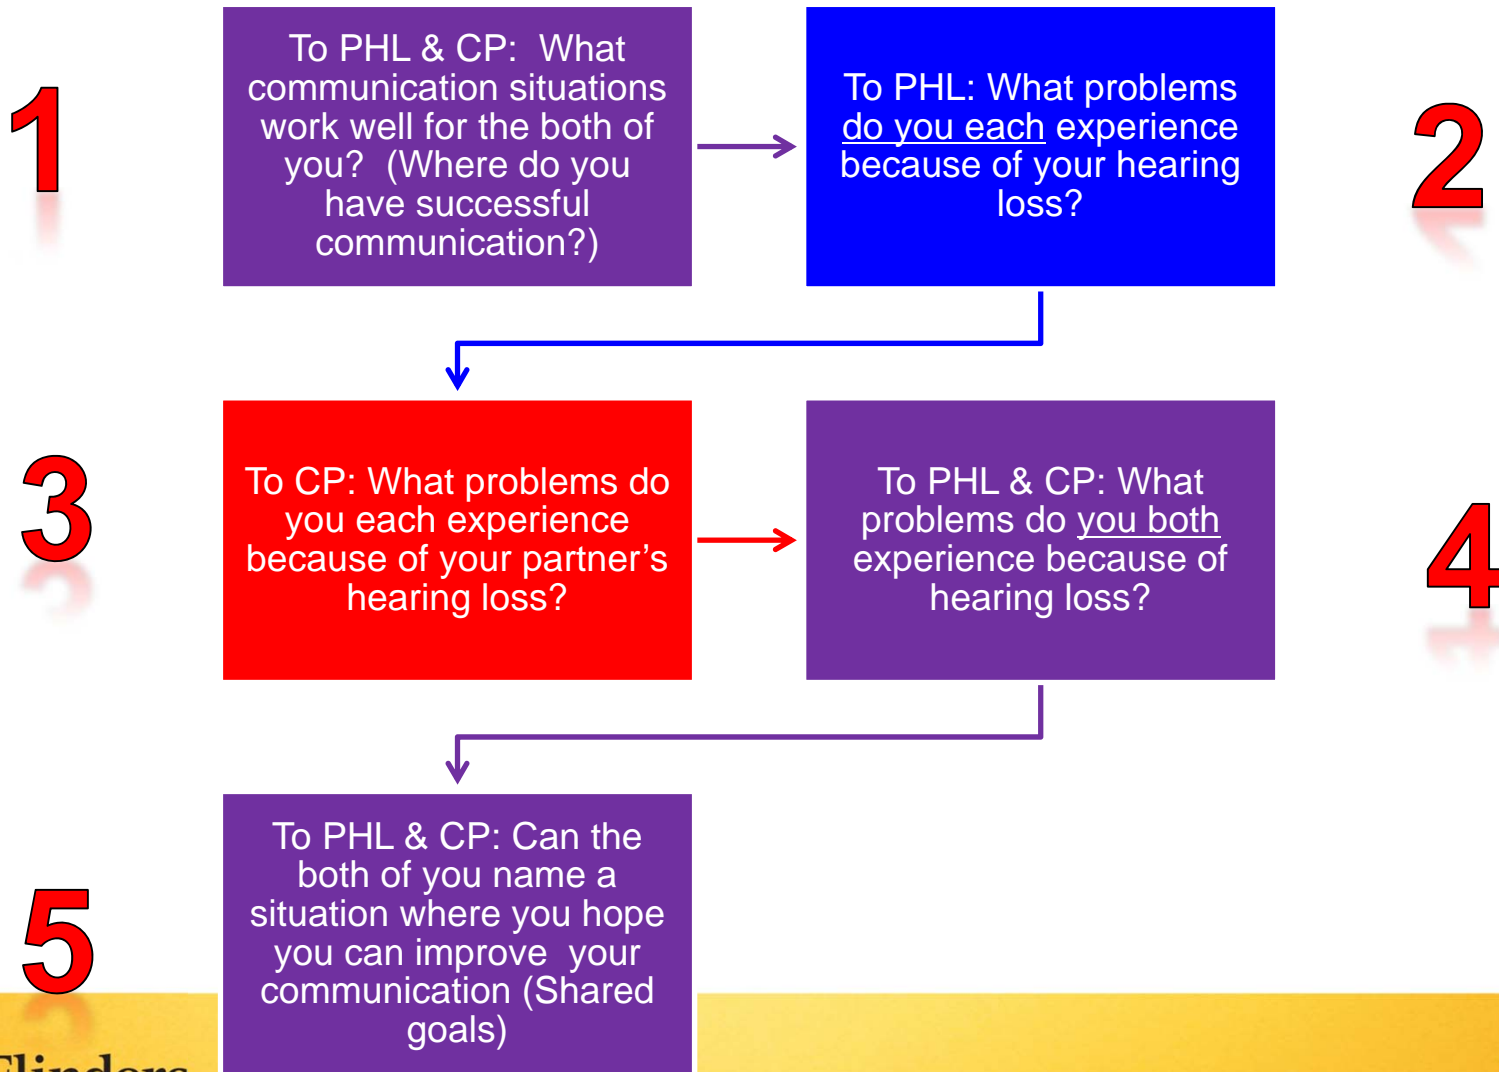 1
To PHL & CP: What
communication situations
work well for the both of
you? (Where do you
have successful
communication?)
To PHL: What problems
do you each experience
because of your hearing
loss?
2
3
To CP: What problems do
you each experience
because of your partner’s
hearing loss?
To PHL & CP: What
problems do you both
experience because of
hearing loss?
4
5
To PHL & CP: Can the
both of you name a
situation where you hope
you can improve your
communication (Shared
goals)
Flinders